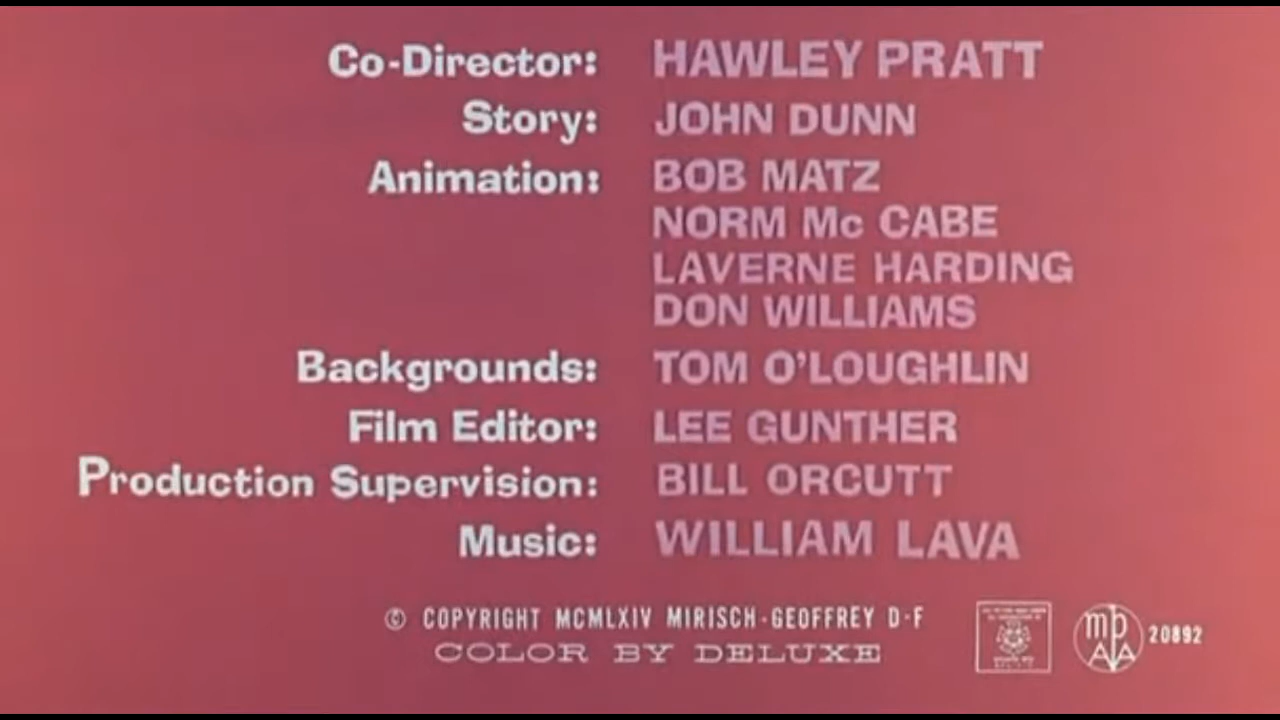 Co-Director: HAWLEY PRATT
Story: JOHN DUNN
Animation: BOB MATZ
NORM Mc CABE
LAVERNE HARDING
DON WILLIAMS
Backgrounds: TOM O'LOUGHLIN
Film Editor: LEE GUNTHER
Production Supervision: BILL ORCUTT
Music: WILLIAM LAVA
© COPYRIGHT MCMLXIV MIRISCH-GEOFFREY D-F
COLOR BY DELUXE
mpAA 20892